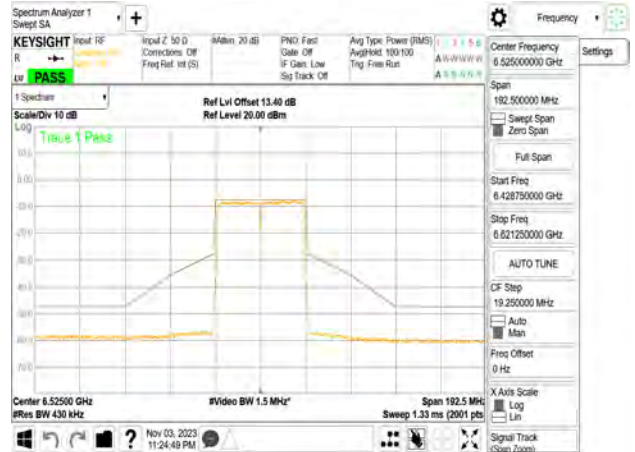 Spectrum Analyzer 1
Swept SA
Frequency
KEYSIGHT
Input: RF
R
PASS
Input Z: 50 Ω
Corrections: Off
Freq Ref: Int (S)
#Atten: 20 dB
PNO: Fast
Gate: Off
IF Gain: Low
Sig Track: Off
Avg Type: Power (RMS)
Avg|Hold: 100/100
Trig: Free Run
1 Spectrum
Scale/Div 10 dB
Ref Lvl Offset 13.40 dB
Ref Level 20.00 dBm
Log
Trace 1 Pass
Center 6.52500 GHz
#Res BW 430 kHz
#Video BW 1.5 MHz*
Span 192.5 MHz
Sweep 1.33 ms (2001 pts
Nov 03, 2023
11:24:49 PM
Center Frequency
6.525000000 GHz
Settings
Span
192.500000 MHz
Swept Span
Zero Span
Full Span
Start Freq
6.428750000 GHz
Stop Freq
6.621250000 GHz
AUTO TUNE
CF Step
19.250000 MHz
Auto
Man
Freq Offset
0 Hz
X Axis Scale
Log
Lin
Signal Track
(Span Zoom)